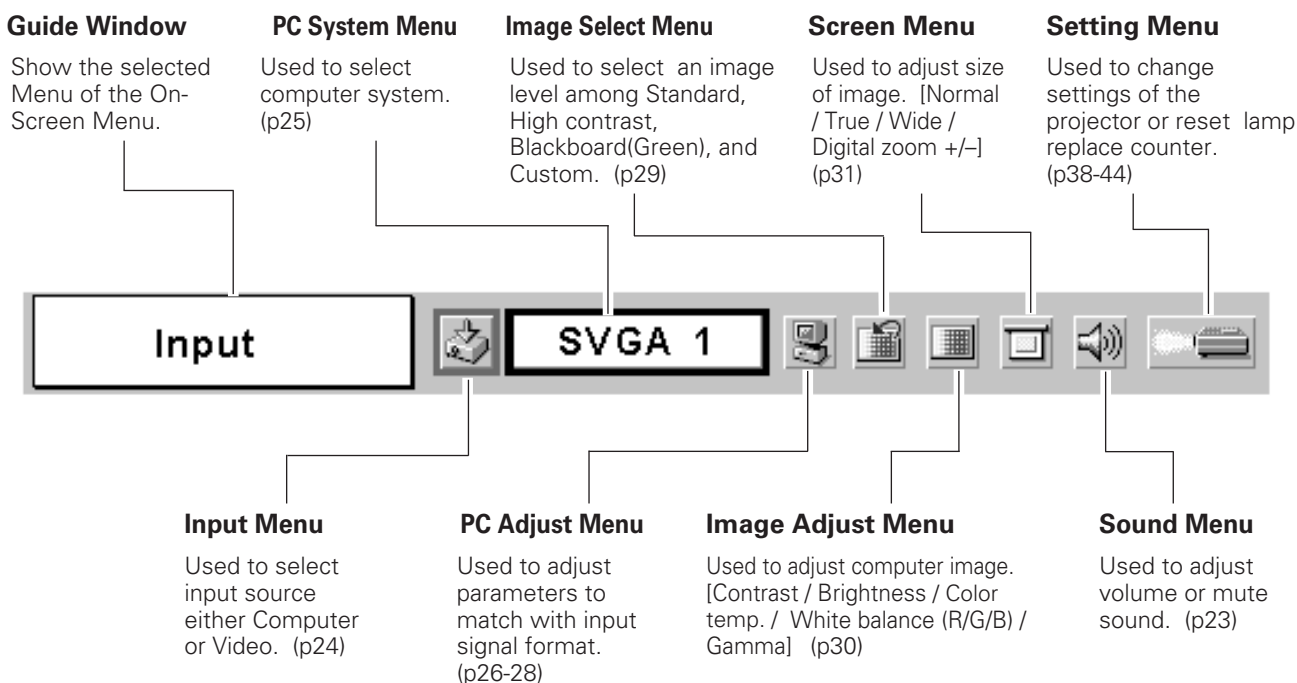 Guide Window
Show the selected
Menu of the On-
Screen Menu.
PC System Menu
Used to select
computer system.
(p25)
Image Select Menu
Used to select an image
level among Standard,
High contrast,
Blackboard(Green), and
Custom. (p29)
Screen Menu
Used to adjust size
of image. [Normal
/ True / Wide /
Digital zoom +/–]
(p31)
Setting Menu
Used to change
settings of the
projector or reset lamp
replace counter.
(p38-44)
Input
SVGA 1
Input Menu
Used to select
input source
either Computer
or Video. (p24)
PC Adjust Menu
Used to adjust
parameters to
match with input
signal format.
(p26-28)
Image Adjust Menu
Used to adjust computer image.
[Contrast / Brightness / Color
temp. / White balance (R/G/B) /
Gamma] (p30)
Sound Menu
Used to adjust
volume or mute
sound. (p23)